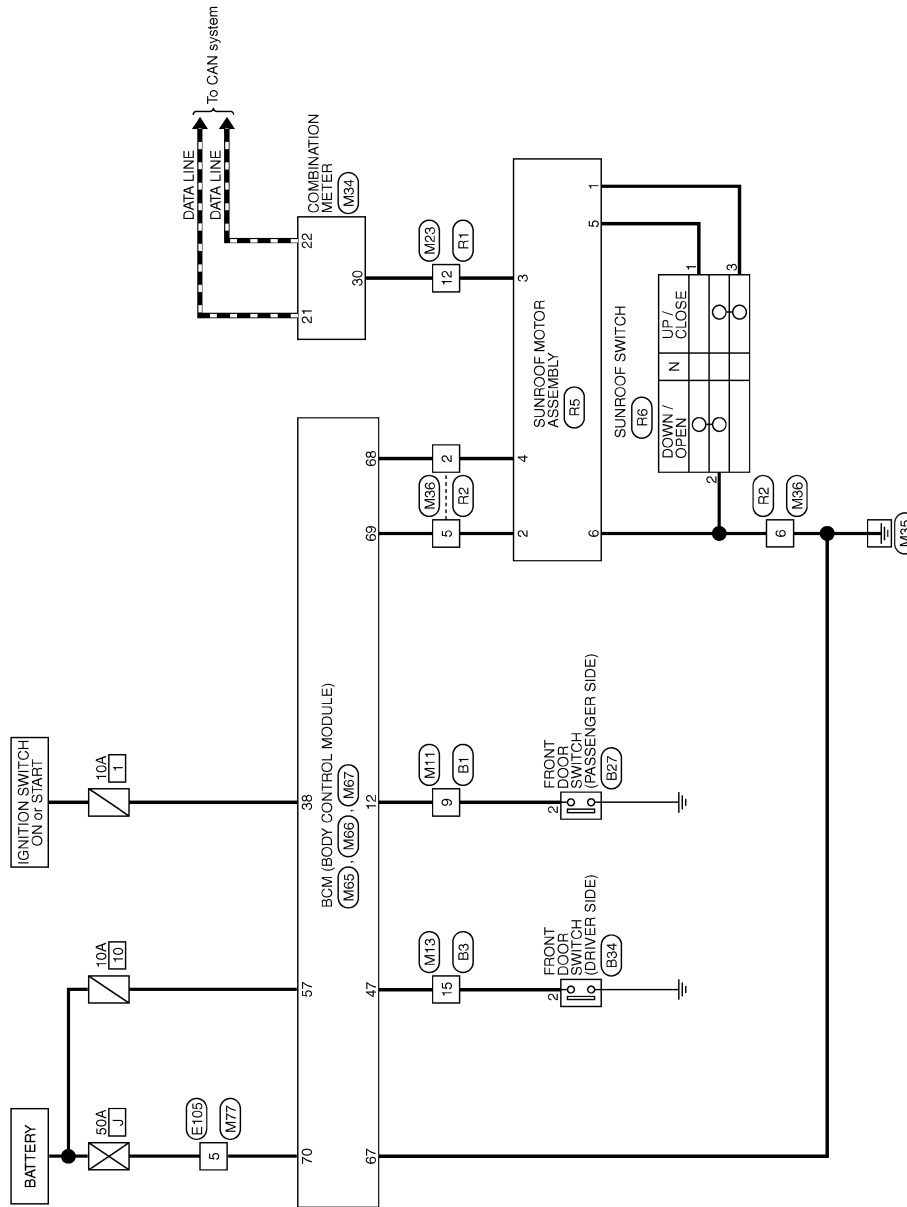 BATTERY
50A
J
E105
5
M77
70
10A
10
57
IGNITION SWITCH
ON or START
10A
1
38
BCM (BODY CONTROL MODULE)
M65 , M66 , M67
67
47
12
69
68
M13
15
B3
FRONT
DOOR
SWITCH
(DRIVER SIDE)
B34
2
M11
9
B1
FRONT
DOOR
SWITCH
(PASSENGER SIDE)
B27
2
M36
5
2
R2
DATA LINE
DATA LINE
To CAN system
21
22
COMBINATION
METER
M34
30
M23
12
R1
2
4
3
SUNROOF MOTOR
ASSEMBLY
R5
6
5
1
SUNROOF SWITCH
R6
DOWN /
OPEN
N
UP /
CLOSE
1
3
2
R2
6
M36
M35